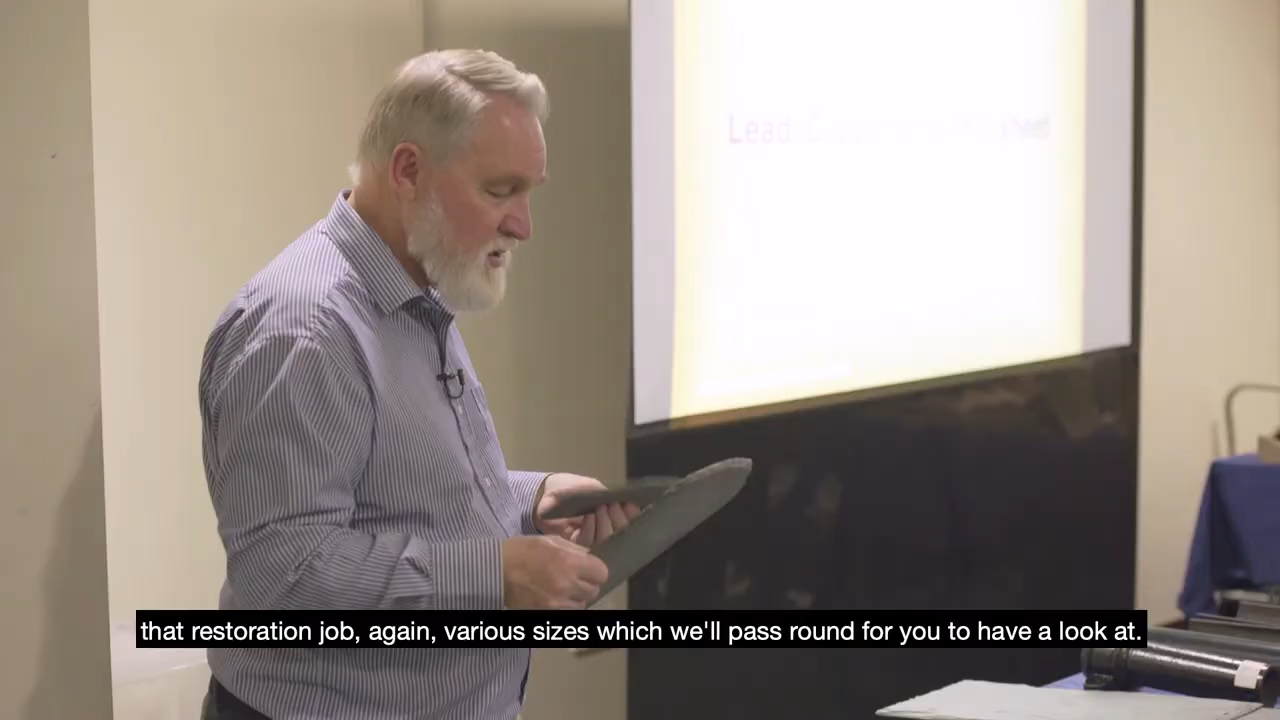 Lead
that restoration job, again, various sizes which we'll pass round for you to have a look at.